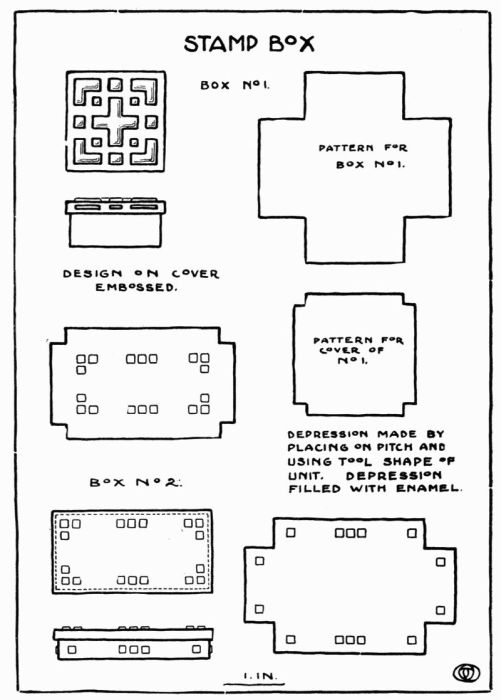 STAMP BOX
BOX No 1.
PATTERN FOR
BOX No 1.
DESIGN ON COVER
EMBOSSED.
PATTERN FOR
COVER OF
No 1.
DEPRESSION MADE BY
PLACING ON PITCH AND
USING TOOL SHAPE OF
UNIT. DEPRESSION
FILLED WITH ENAMEL.
BOX No 2.
1. IN.